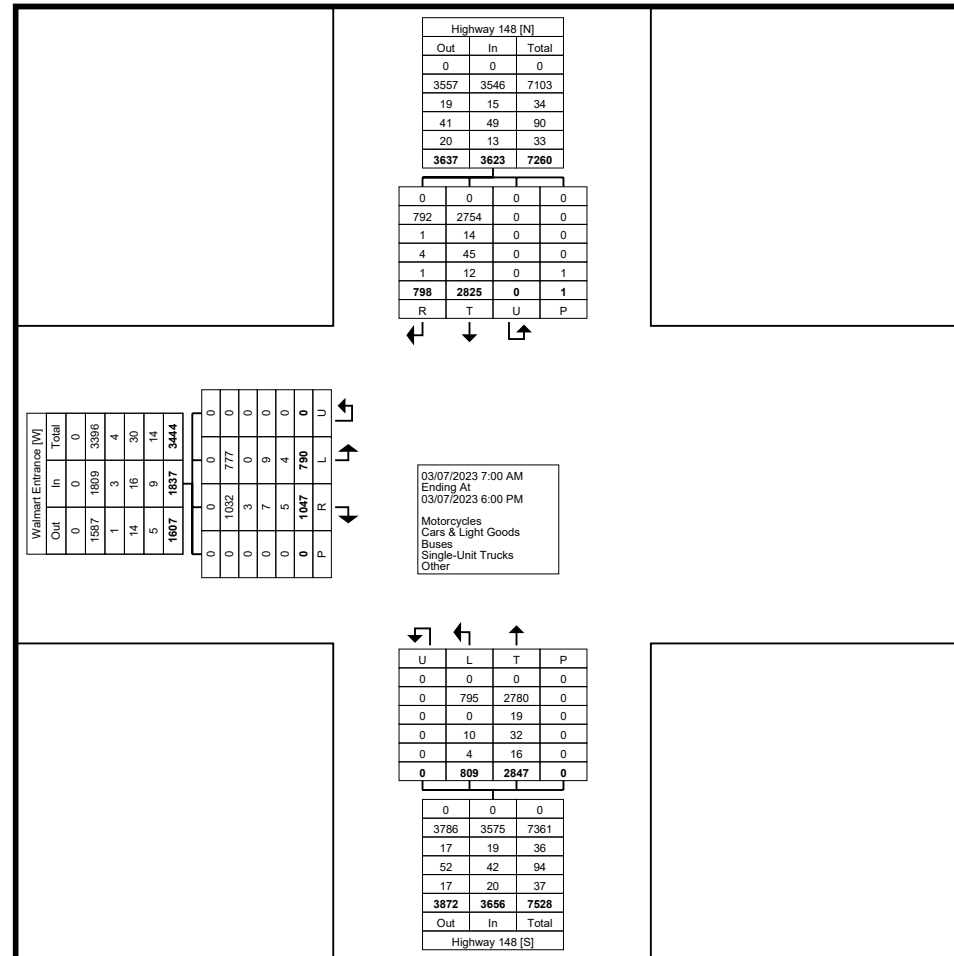 Highway 148 [N]
Out In Total
0 0 0
3557 3546 7103
19 15 34
41 49 90
20 13 33
3637 3623 7260
0 0 0 0
792 2754 0 0
1 14 0 0
4 45 0 0
1 12 0 1
798 2825 0 1
R T U P
Walmart Entrance [W]
Out In Total
0 0 0
1587 1809 3396
1 3 4
14 16 30
5 9 14
1607 1837 3444
0 0 0 0
0 1032 777 0
0 3 0 0
0 7 9 0
0 5 4 0
0 1047 790 0
P R L U
03/07/2023 7:00 AM
Ending At
03/07/2023 6:00 PM
Motorcycles
Cars & Light Goods
Buses
Single-Unit Trucks
Other
U L T P
0 0 0 0
0 795 2780 0
0 0 19 0
0 10 32 0
0 4 16 0
0 809 2847 0
0 0 0
3786 3575 7361
17 19 36
52 42 94
17 20 37
3872 3656 7528
Out In Total
Highway 148 [S]